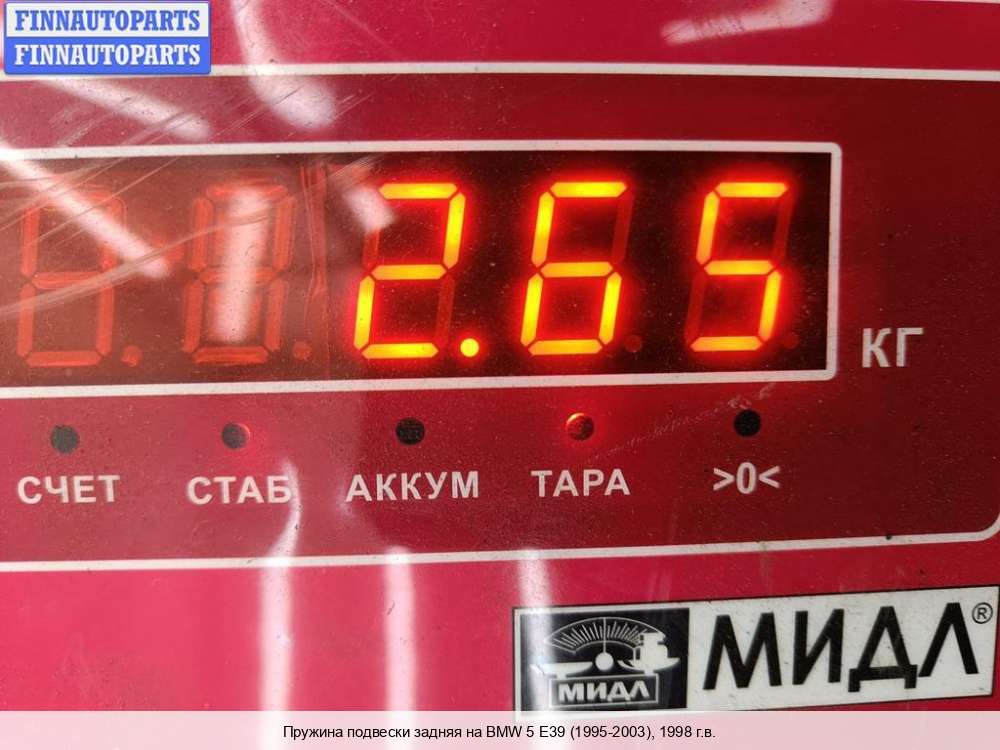 FINNAUTOPARTS
FINNAUTOPARTS
2.65
КГ
СЧЕТ СТАБ АККУМ ТАРА >0<
МИДЛ МИДЛ®
Пружина подвески задняя на BMW 5 E39 (1995-2003), 1998 г.в.